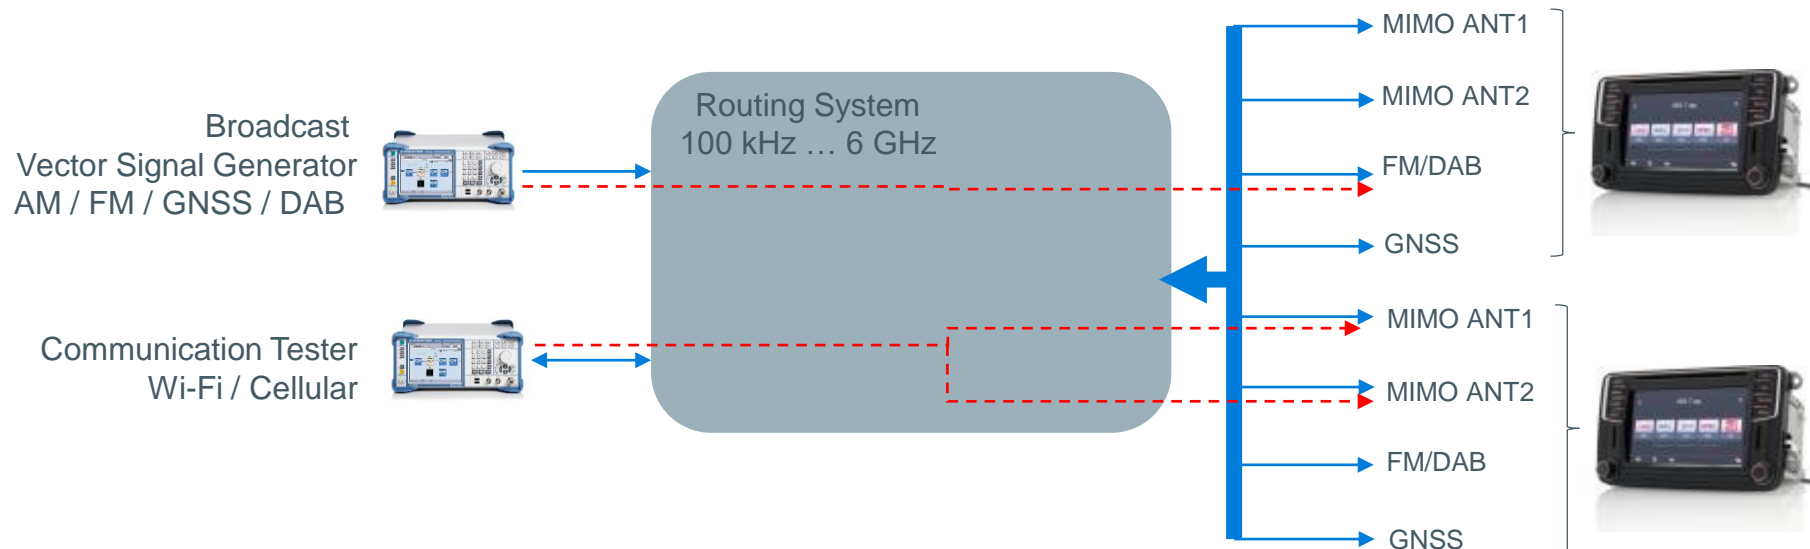 Broadcast
Vector Signal Generator
AM / FM / GNSS / DAB
Communication Tester
Wi-Fi / Cellular
Routing System
100 kHz … 6 GHz
MIMO ANT1
MIMO ANT2
FM/DAB
GNSS
MIMO ANT1
MIMO ANT2
FM/DAB
GNSS